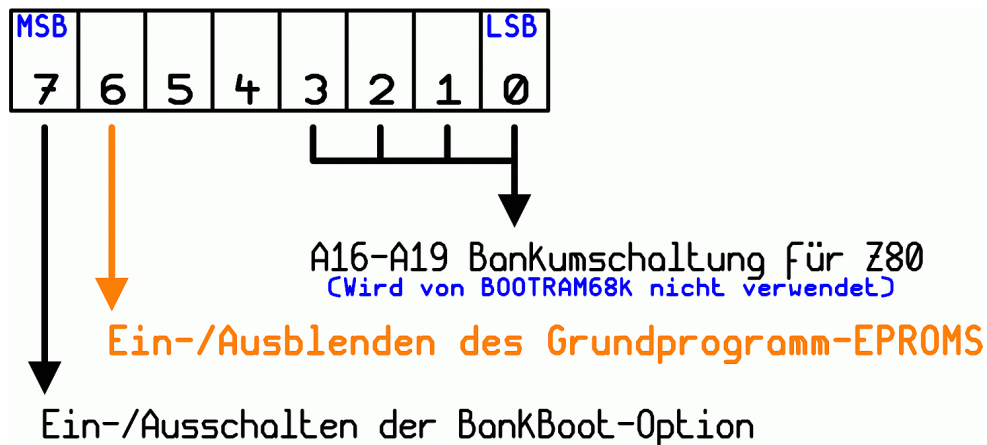 MSB LSB
7 6 5 4 3 2 1 0
A16-A19 Bankumschaltung für Z80
(Wird von BOOTRAM68K nicht verwendet)
Ein-/Ausblenden des Grundprogramm-EPROMS
Ein-/Ausschalten der BankBoot-Option